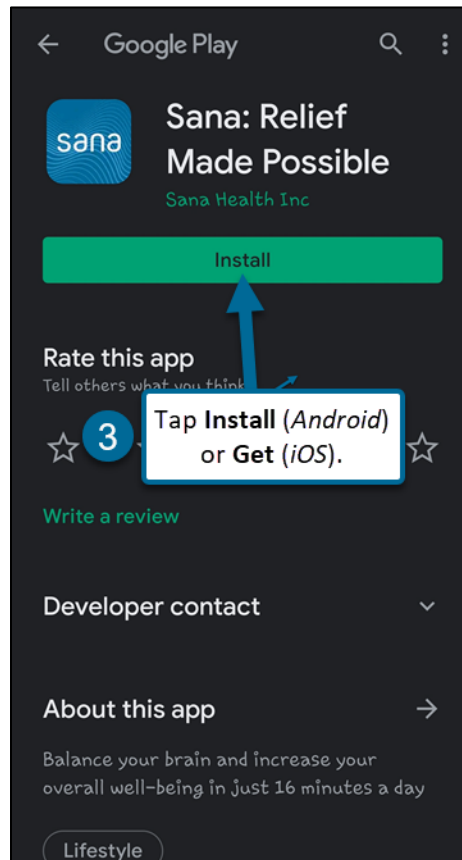 Google Play
sana
Sana: Relief
Made Possible
Sana Health Inc
Install
Rate this app
Tell others what you think
3
Tap Install (Android)
or Get (iOS).
Write a review
Developer contact
About this app
Balance your brain and increase your
overall well-being in just 16 minutes a day
Lifestyle